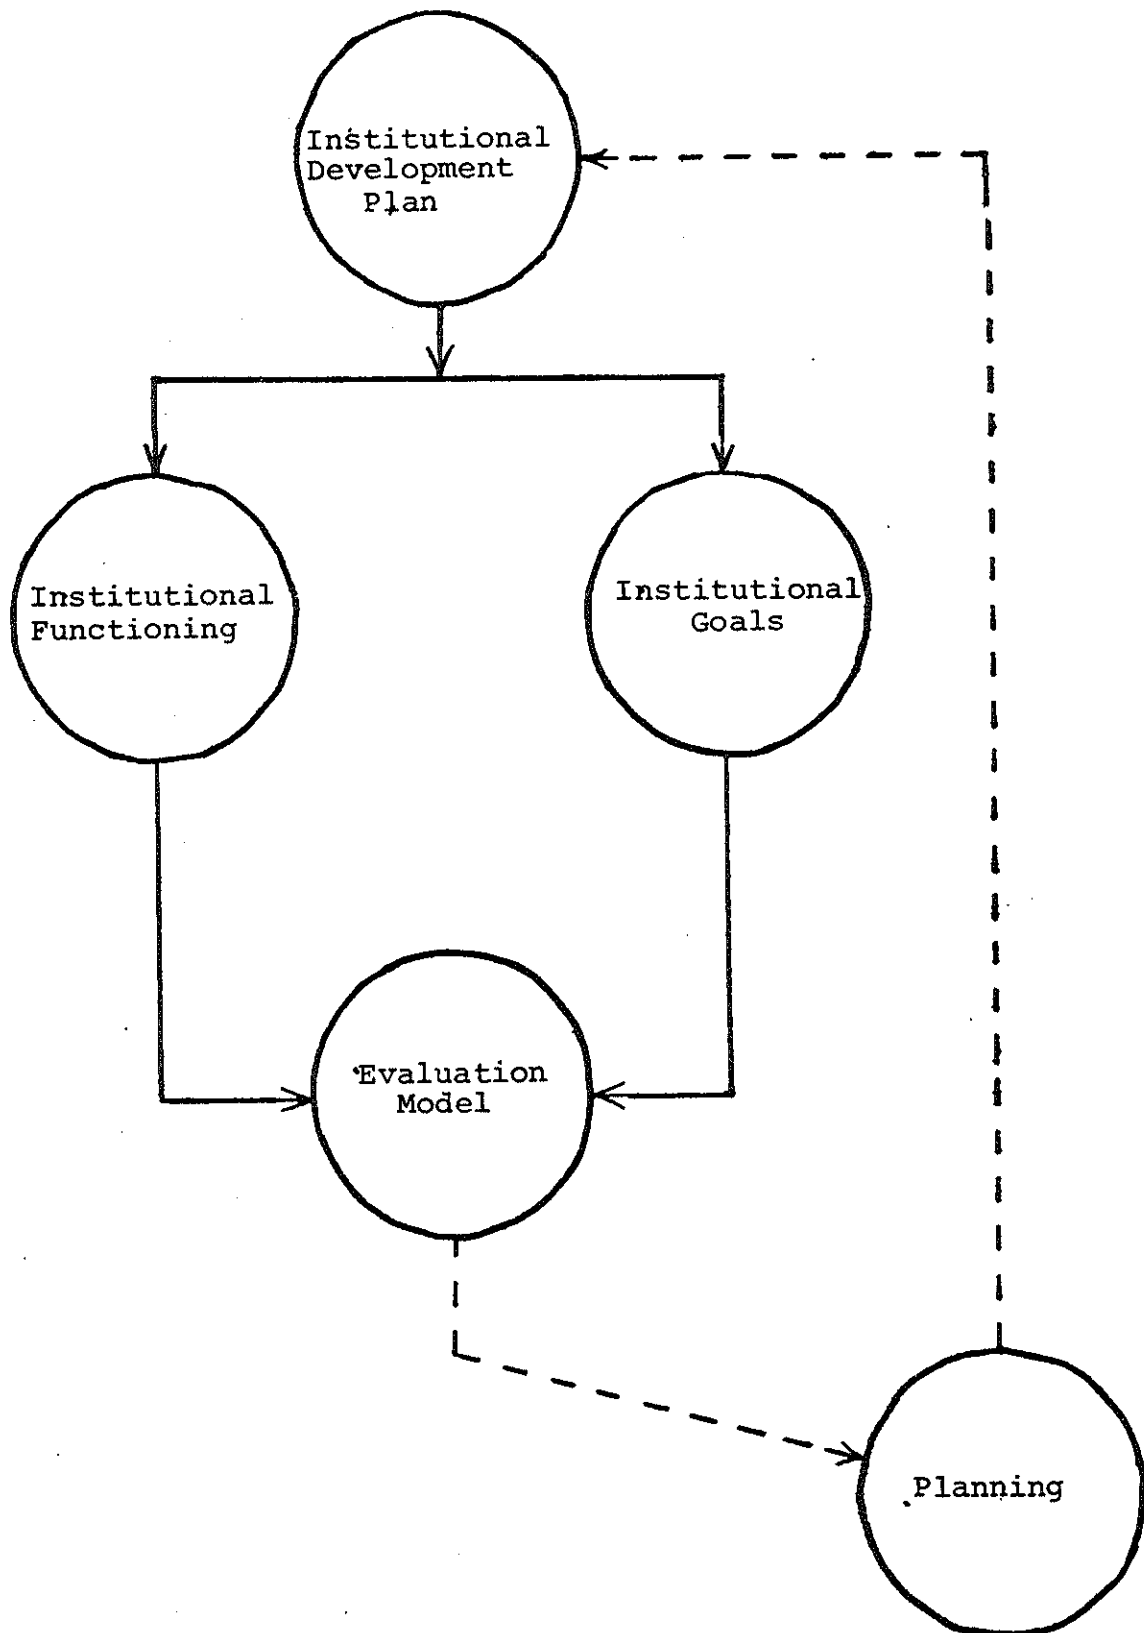 Institutional
Development
Plan
Institutional
Functioning
Institutional
Goals
Evaluation
Model
Planning